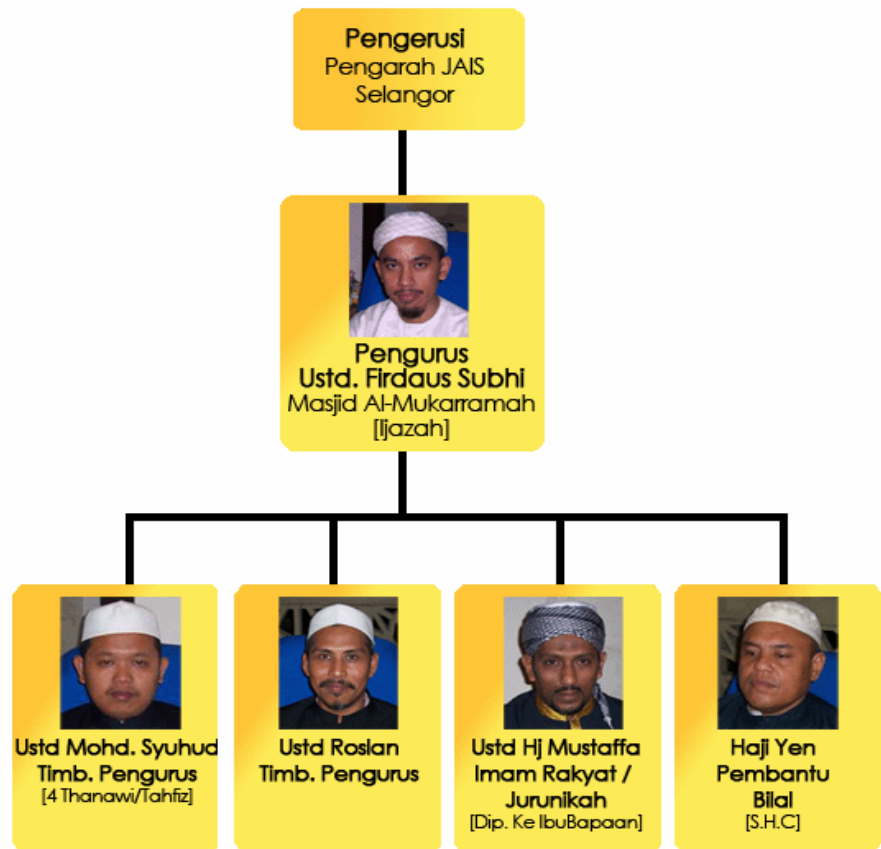 Pengerusi
Pengarah JAIS
Selangor
Pengurus
Ustd. Firdaus Subhi
Masjid Al-Mukarramah
[Ijazah]
Ustd Mohd. Syuhud
Timb. Pengurus
[4 Thanawi/Tahfiz]
Ustd Roslan
Timb. Pengurus
Ustd Hj Mustaffa
Imam Rakyat /
Jurunikah
[Dip. Ke IbuBapaan]
Haji Yen
Pembantu
Bilal
[S.H.C]